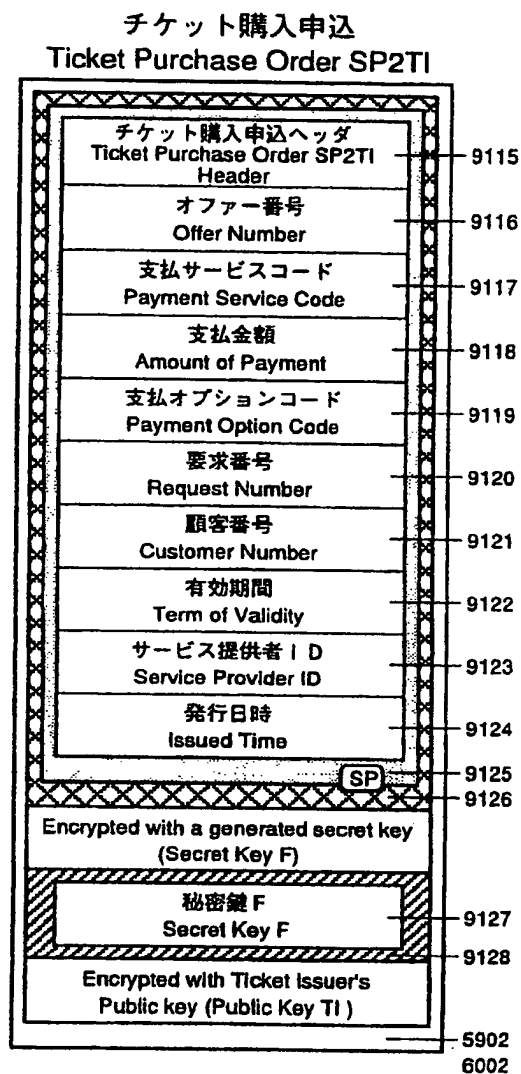 チケット購入申込
Ticket Purchase Order SP2TI
チケット購入申込ヘッダ
Ticket Purchase Order SP2TI
Header
9115
オファー番号
Offer Number
9116
支払サービスコード
Payment Service Code
9117
支払金額
Amount of Payment
9118
支払オプションコード
Payment Option Code
9119
要求番号
Request Number
9120
顧客番号
Customer Number
9121
有効期間
Term of Validity
9122
サービス提供者ID
Service Provider ID
9123
発行日時
Issued Time
9124
SP
9125
9126
Encrypted with a generated secret key
(Secret Key F)
秘密鍵F
Secret Key F
9127
9128
Encrypted with Ticket Issuer's
Public key (Public Key TI )
5902
6002